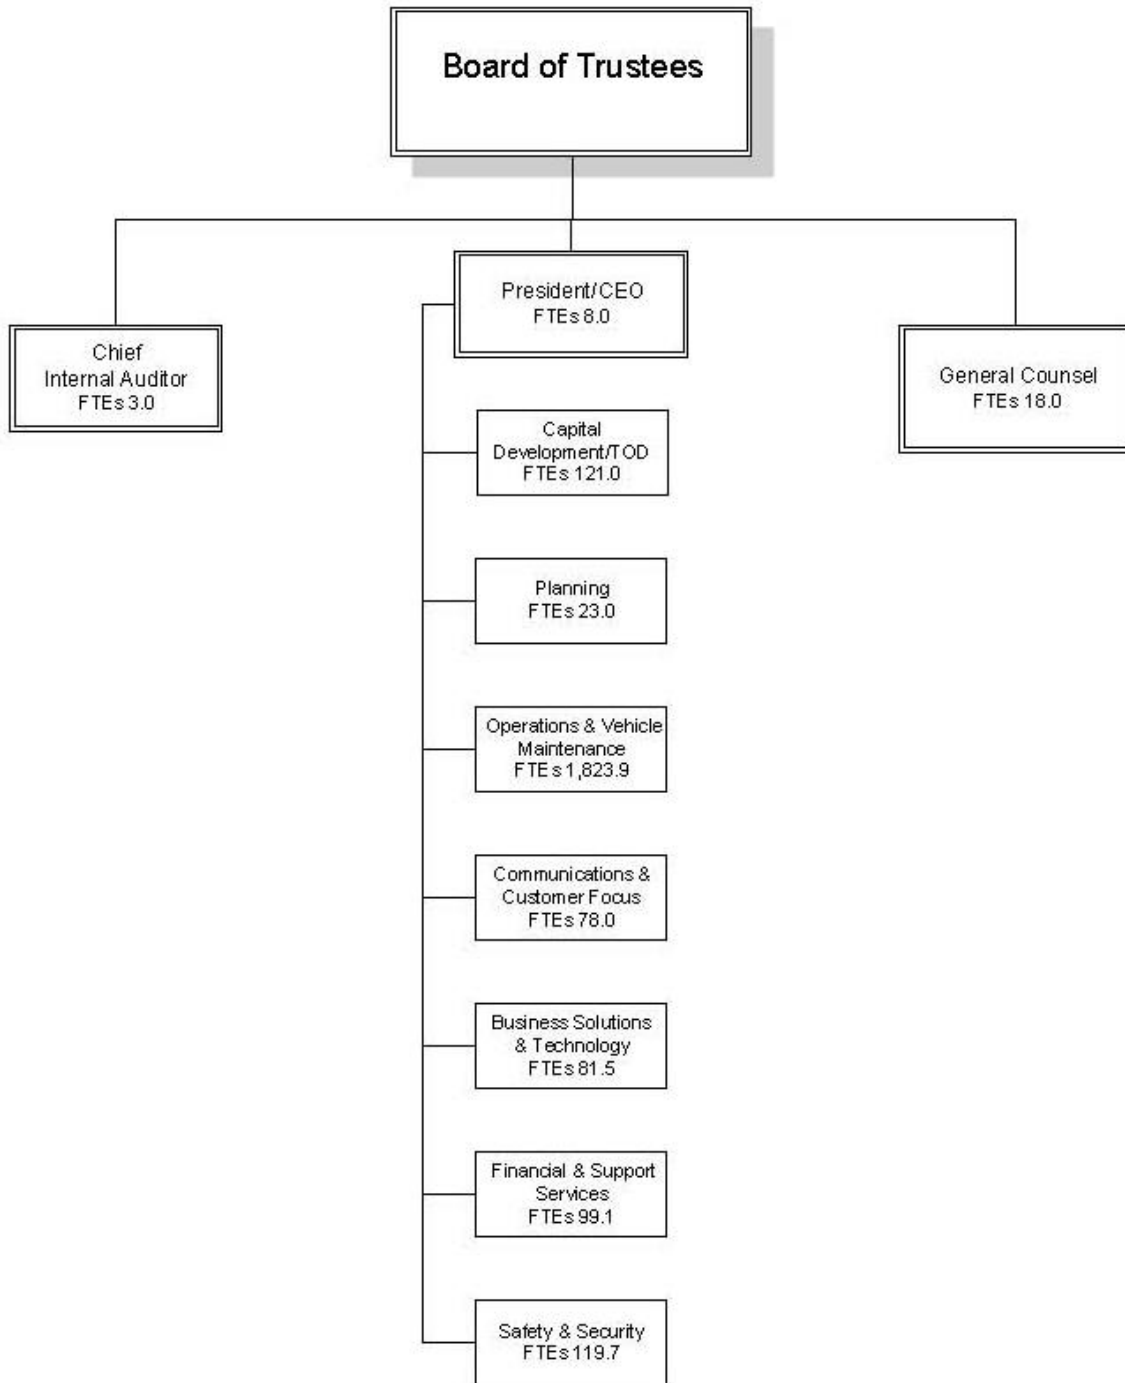 Board of Trustees
President/CEO
FTEs 8.0
Chief
Internal Auditor
FTEs 3.0
General Counsel
FTEs 18.0
Capital
Development/TOD
FTEs 121.0
Planning
FTEs 23.0
Operations & Vehicle
Maintenance
FTEs 1,823.9
Communications &
Customer Focus
FTEs 78.0
Business Solutions
& Technology
FTEs 81.5
Financial & Support
Services
FTEs 99.1
Safety & Security
FTEs 119.7